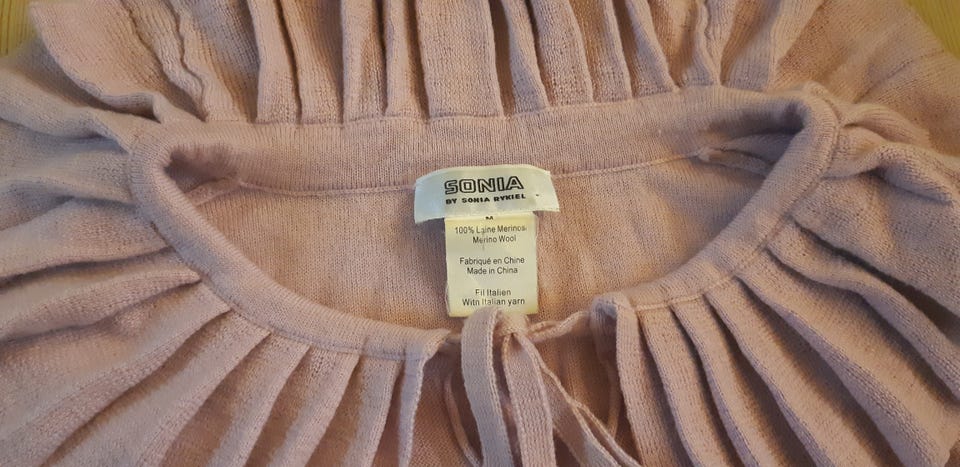 SONIA
BY SONIA RYKIEL
M
100% Laine Merinos
Merino Wool
Fabriqué en Chine
Made in China
Fil Italien
With Italian yarn